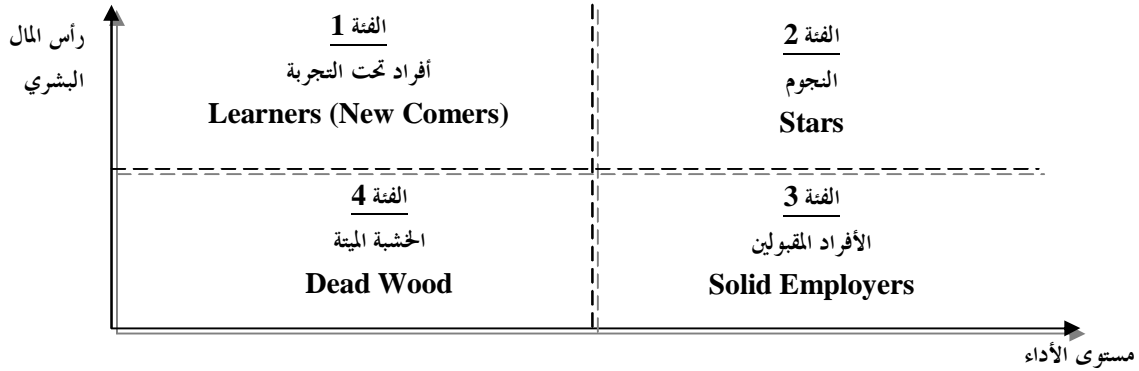 رأس المال
البشري
الفئة 1
أفراد تحت التجربة
Learners (New Comers)
الفئة 2
النجوم
Stars
الفئة 4
الخشبة الميتة
Dead Wood
الفئة 3
الأفراد المقبولين
Solid Employers
مستوى الأداء